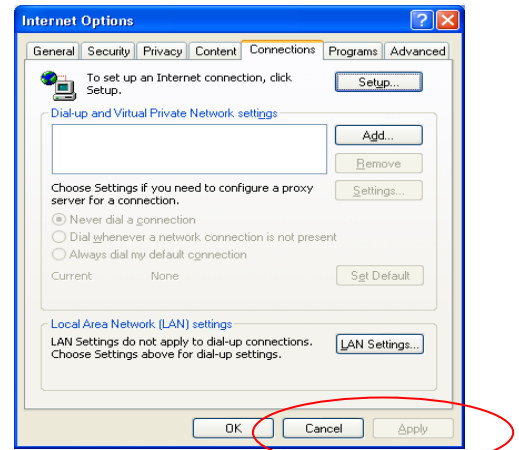 Internet Options
General Security Privacy Content Connections Programs Advanced
To set up an Internet connection, click
Setup.
Setup...
Dial-up and Virtual Private Network settings
Add...
Remove
Choose Settings if you need to configure a proxy
server for a connection.
Settings...
Never dial a connection
Dial whenever a network connection is not present
Always dial my default connection
Current None
Set Default
Local Area Network (LAN) settings
LAN Settings do not apply to dial-up connections.
Choose Settings above for dial-up settings.
LAN Settings...
OK Cancel Apply